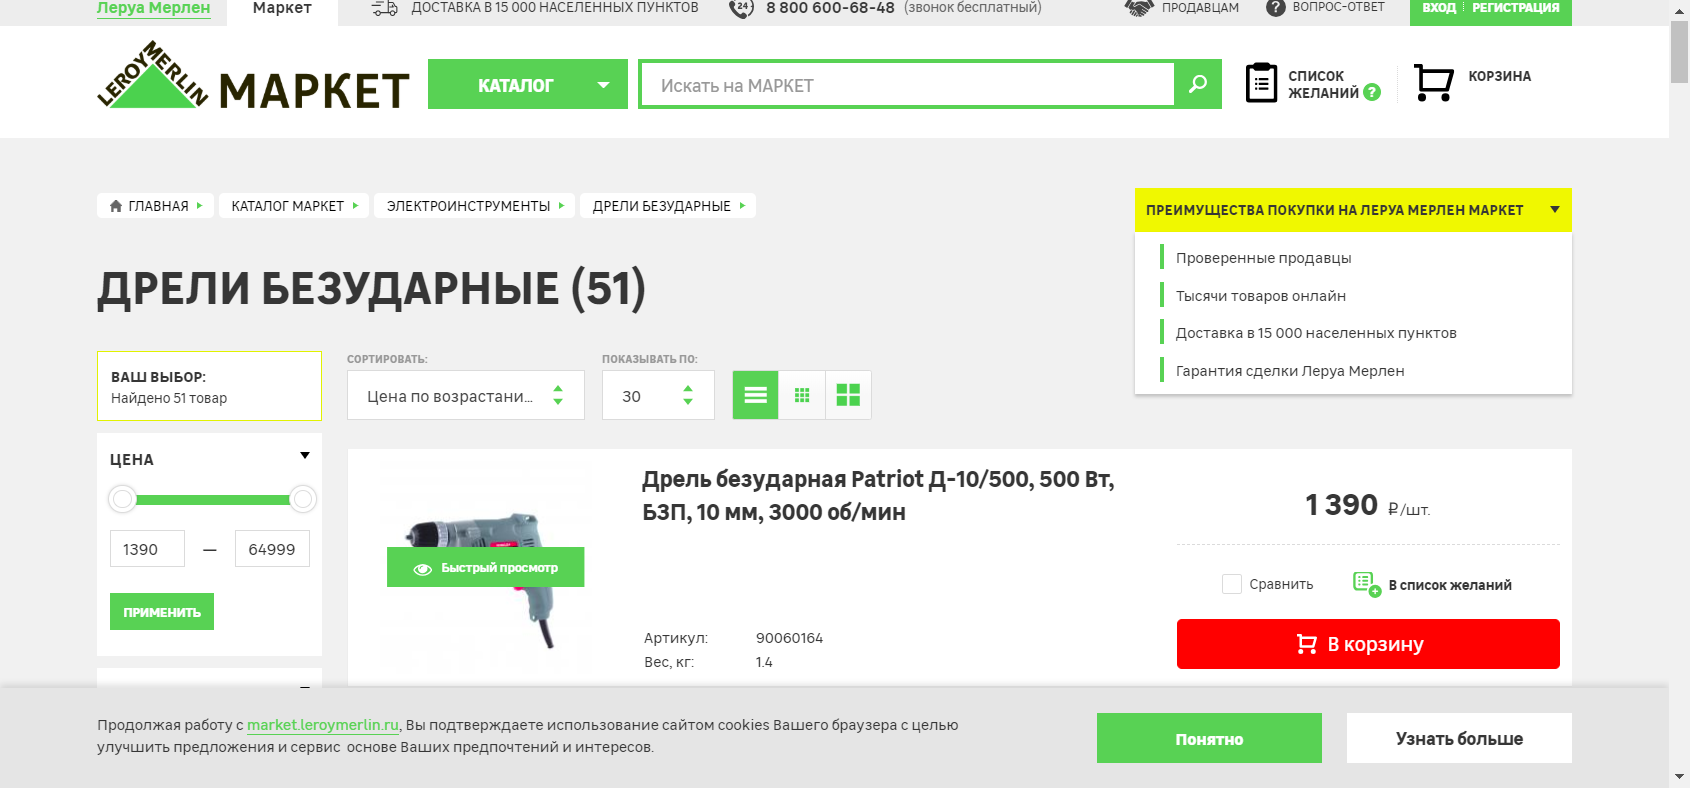 Леруа Мерлен
Маркет
ДОСТАВКА В 15 000 НАСЕЛЕННЫХ ПУНКТОВ
24
8 800 600-68-48 (звонок бесплатный)
ПРОДАВЦАМ
? ВОПРОС-ОТВЕТ
ВХОД РЕГИСТРАЦИЯ
LEROY MERLIN
МАРКЕТ
КАТАЛОГ
Искать на МАРКЕТ
СПИСОК
ЖЕЛАНИЙ ?
КОРЗИНА
ГЛАВНАЯ
КАТАЛОГ МАРКЕТ
ЭЛЕКТРОИНСТРУМЕНТЫ
ДРЕЛИ БЕЗУДАРНЫЕ
ПРЕИМУЩЕСТВА ПОКУПКИ НА ЛЕРУА МЕРЛЕН МАРКЕТ
Проверенные продавцы
Тысячи товаров онлайн
Доставка в 15 000 населенных пунктов
Гарантия сделки Леруа Мерлен
ДРЕЛИ БЕЗУДАРНЫЕ (51)
ВАШ ВЫБОР:
Найдено 51 товар
СОРТИРОВАТЬ:
Цена по возрастани...
ПОКАЗЫВАТЬ ПО:
30
ЦЕНА
1390 — 64999
ПРИМЕНИТЬ
Быстрый просмотр
Дрель безударная Patriot Д-10/500, 500 Вт,
БЗП, 10 мм, 3000 об/мин
Артикул: 90060164
Вес, кг: 1.4
1 390 ₽/шт.
Сравнить
В список желаний
В корзину
Продолжая работу с market.leroymerlin.ru, Вы подтверждаете использование сайтом cookies Вашего браузера с целью
улучшить предложения и сервис основе Ваших предпочтений и интересов.
Понятно
Узнать больше